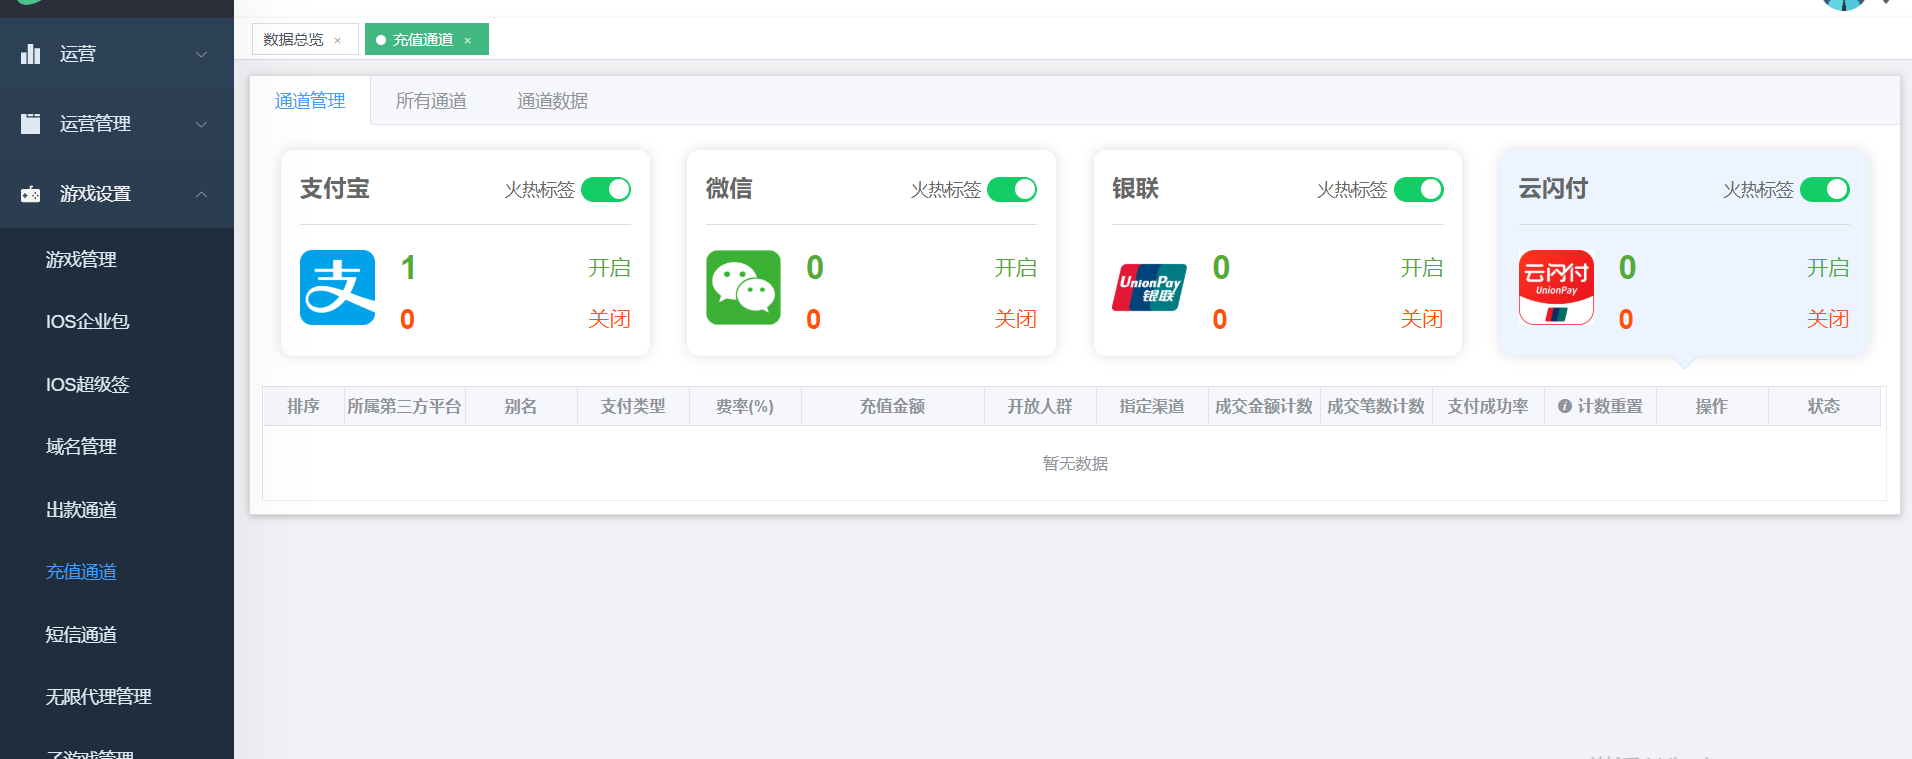 运营
运营管理
游戏设置
游戏管理
IOS企业包
IOS超级签
域名管理
出款通道
充值通道
短信通道
无限代理管理
数据总览 ×
充值通道 ×
通道管理 所有通道 通道数据
支付宝 火热标签
1 开启
0 关闭
微信 火热标签
0 开启
0 关闭
银联 火热标签
UnionPay
银联
0 开启
0 关闭
云闪付 火热标签
云闪付
UnionPay
0 开启
0 关闭
排序 所属第三方平台 别名 支付类型 费率(%) 充值金额 开放人群 指定渠道 成交金额计数 成交笔数计数 支付成功率 计数重置 操作 状态
暂无数据